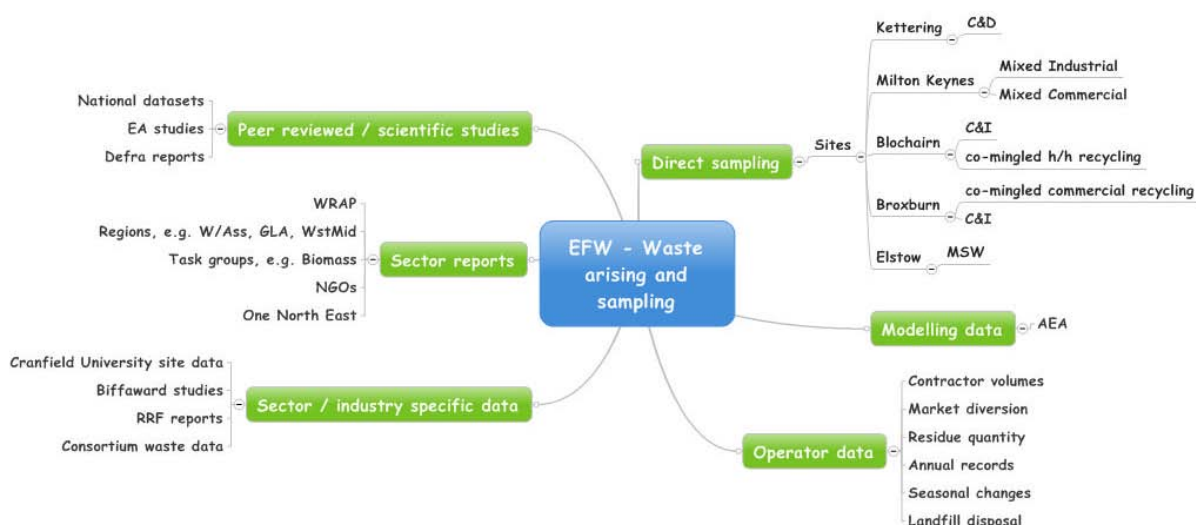 EFW - Waste
arising and
sampling
Peer reviewed / scientific studies
National datasets
EA studies
Defra reports
Sector reports
WRAP
Regions, e.g. W/Ass, GLA, WstMid
Task groups, e.g. Biomass
NGOs
One North East
Sector / industry specific data
Cranfield University site data
Biffaward studies
RRF reports
Consortium waste data
Direct sampling
Sites
Kettering
C&D
Milton Keynes
Mixed Industrial
Mixed Commercial
Blochairn
C&I
co-mingled h/h recycling
Broxburn
co-mingled commercial recycling
C&I
Elstow
MSW
Modelling data
AEA
Operator data
Contractor volumes
Market diversion
Residue quantity
Annual records
Seasonal changes
Landfill disposal